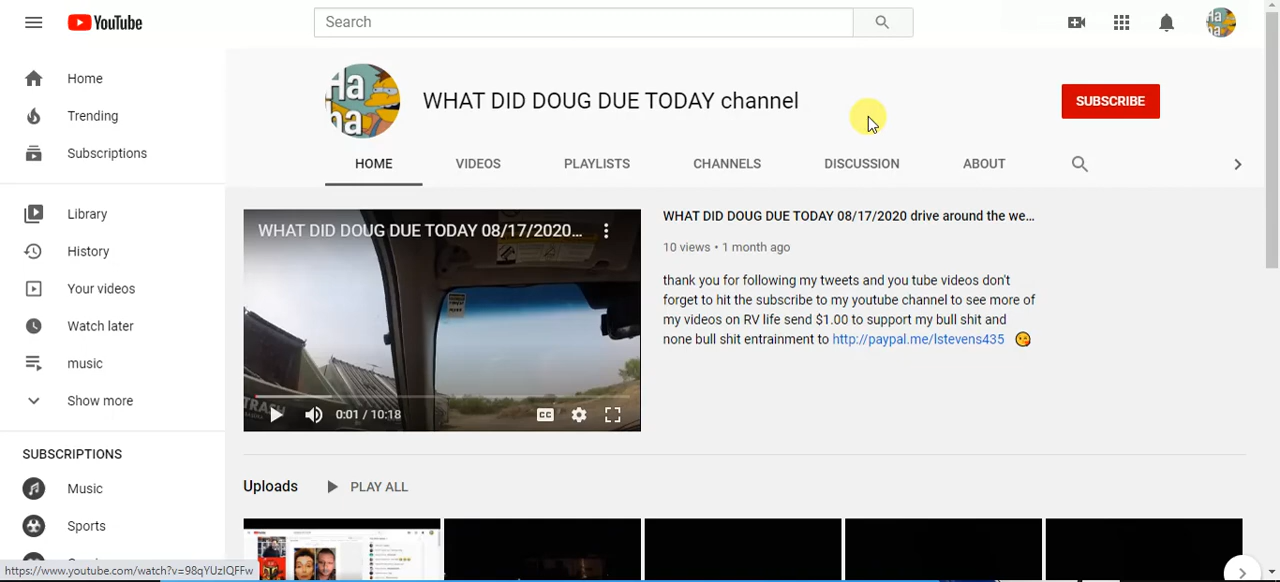 YouTube
Search
Home
Trending
Subscriptions
Library
History
Your videos
Watch later
music
Show more
SUBSCRIPTIONS
Music
Sports
Ha
ha
WHAT DID DOUG DUE TODAY channel
SUBSCRIBE
HOME VIDEOS PLAYLISTS CHANNELS DISCUSSION ABOUT
WHAT DID DOUG DUE TODAY 08/17/2020...
TRASH
0:01 / 10:18
CC
WHAT DID DOUG DUE TODAY 08/17/2020 drive around the we...
10 views • 1 month ago
thank you for following my tweets and you tube videos don't
forget to hit the subscribe to my youtube channel to see more of
my videos on RV life send $1.00 to support my bull shit and
none bull shit entrainment to http://paypal.me/lstevens435
Uploads PLAY ALL
https://www.youtube.com/watch?v=98qYUzIQFFw